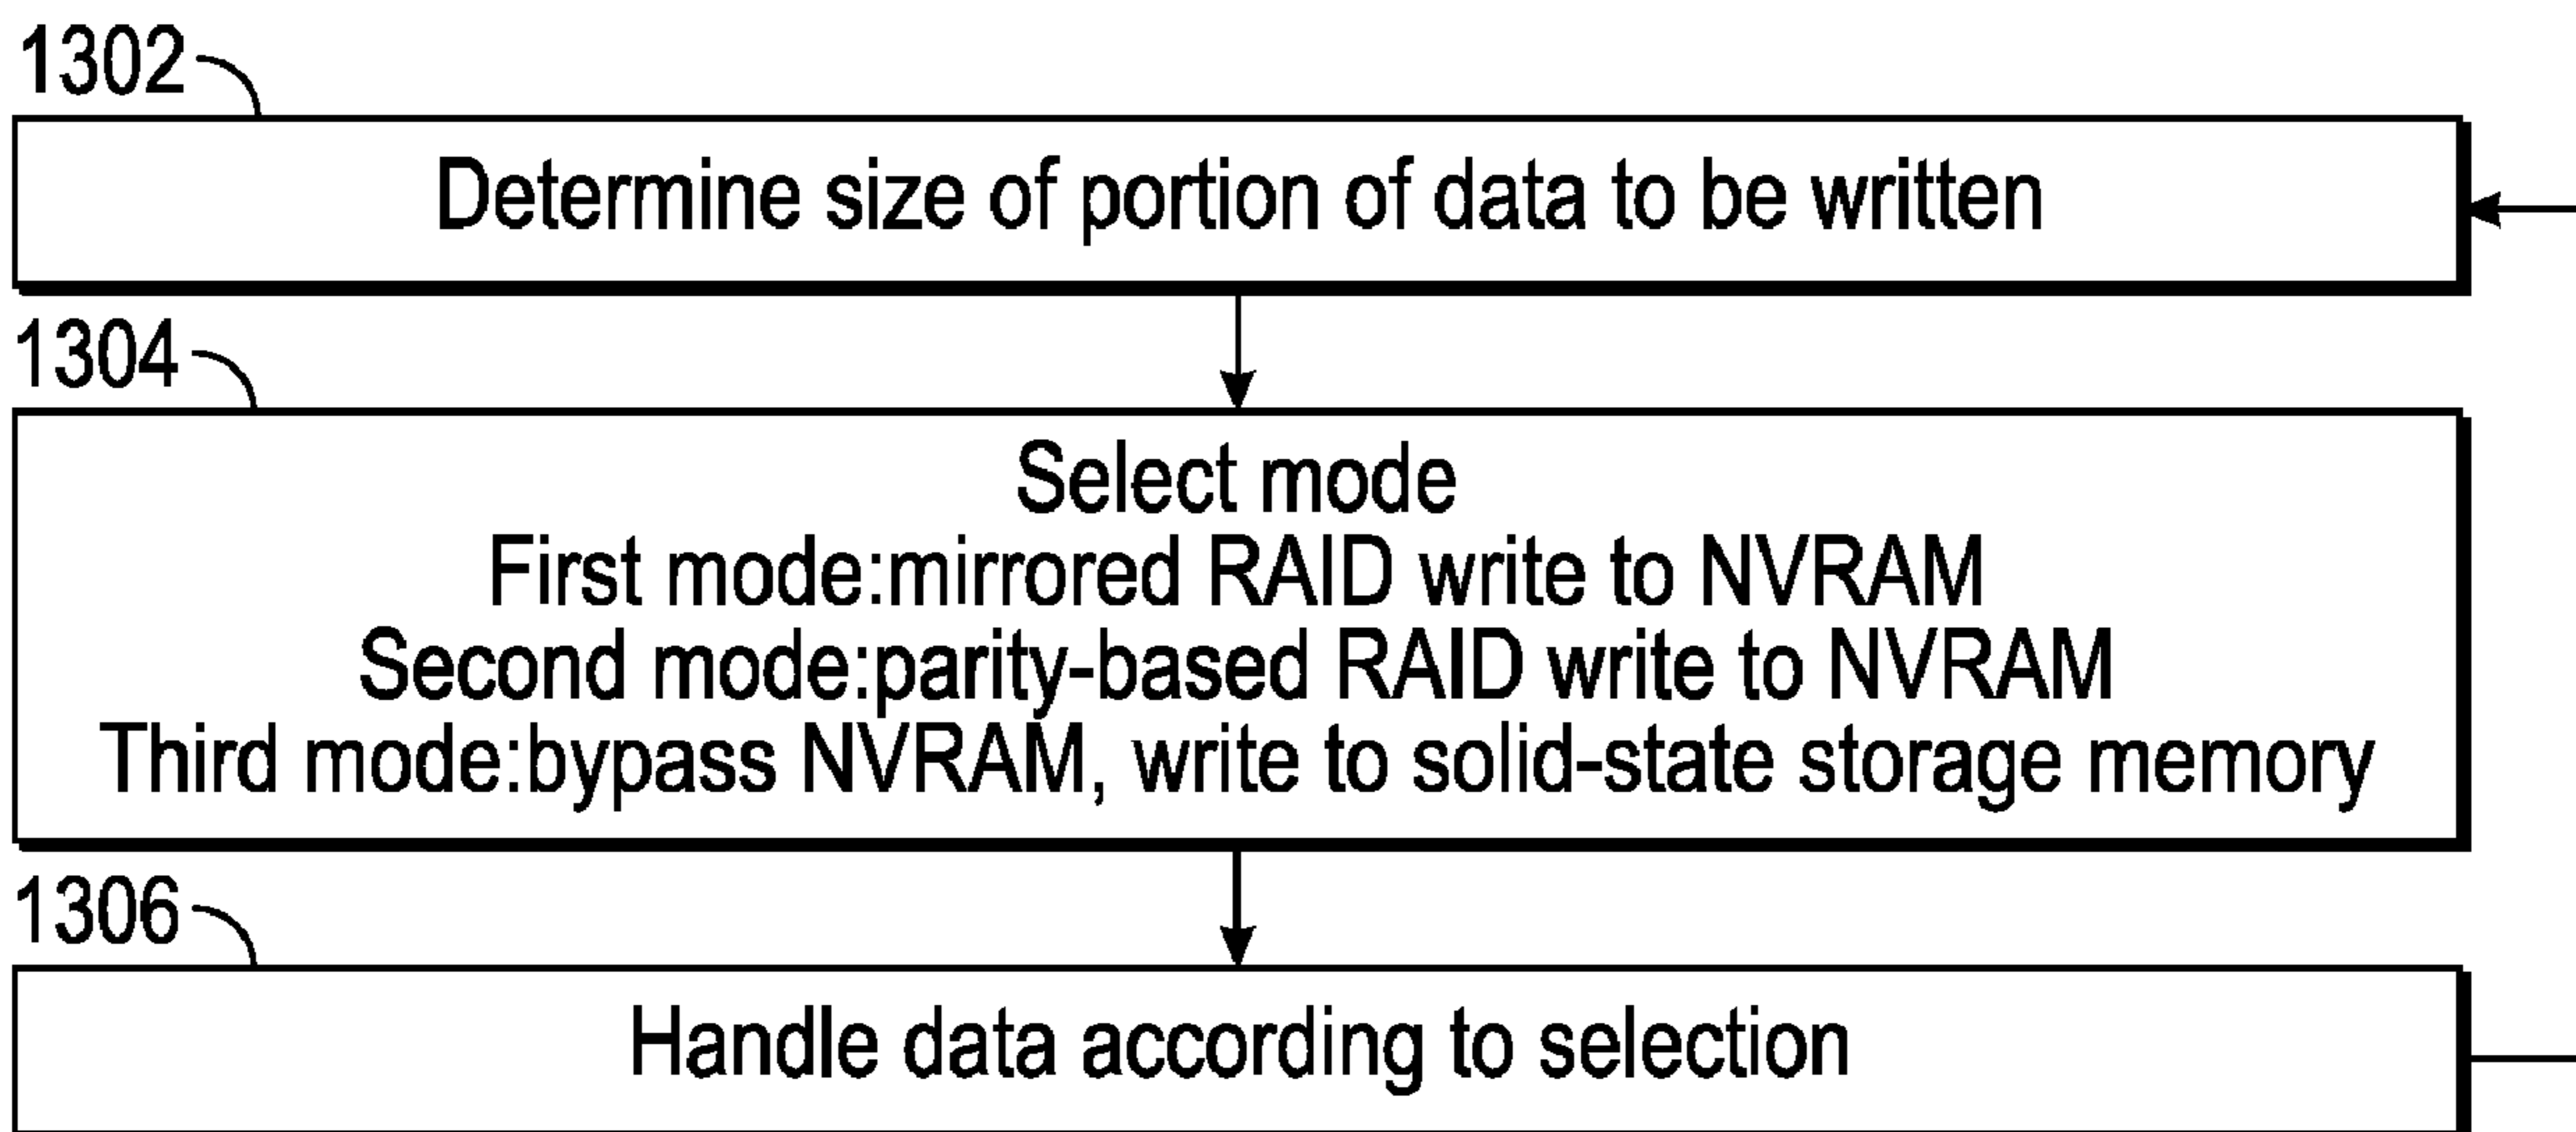 1302
Determine size of portion of data to be written
1304
Select mode
First mode:mirrored RAID write to NVRAM
Second mode:parity-based RAID write to NVRAM
Third mode:bypass NVRAM, write to solid-state storage memory
1306
Handle data according to selection